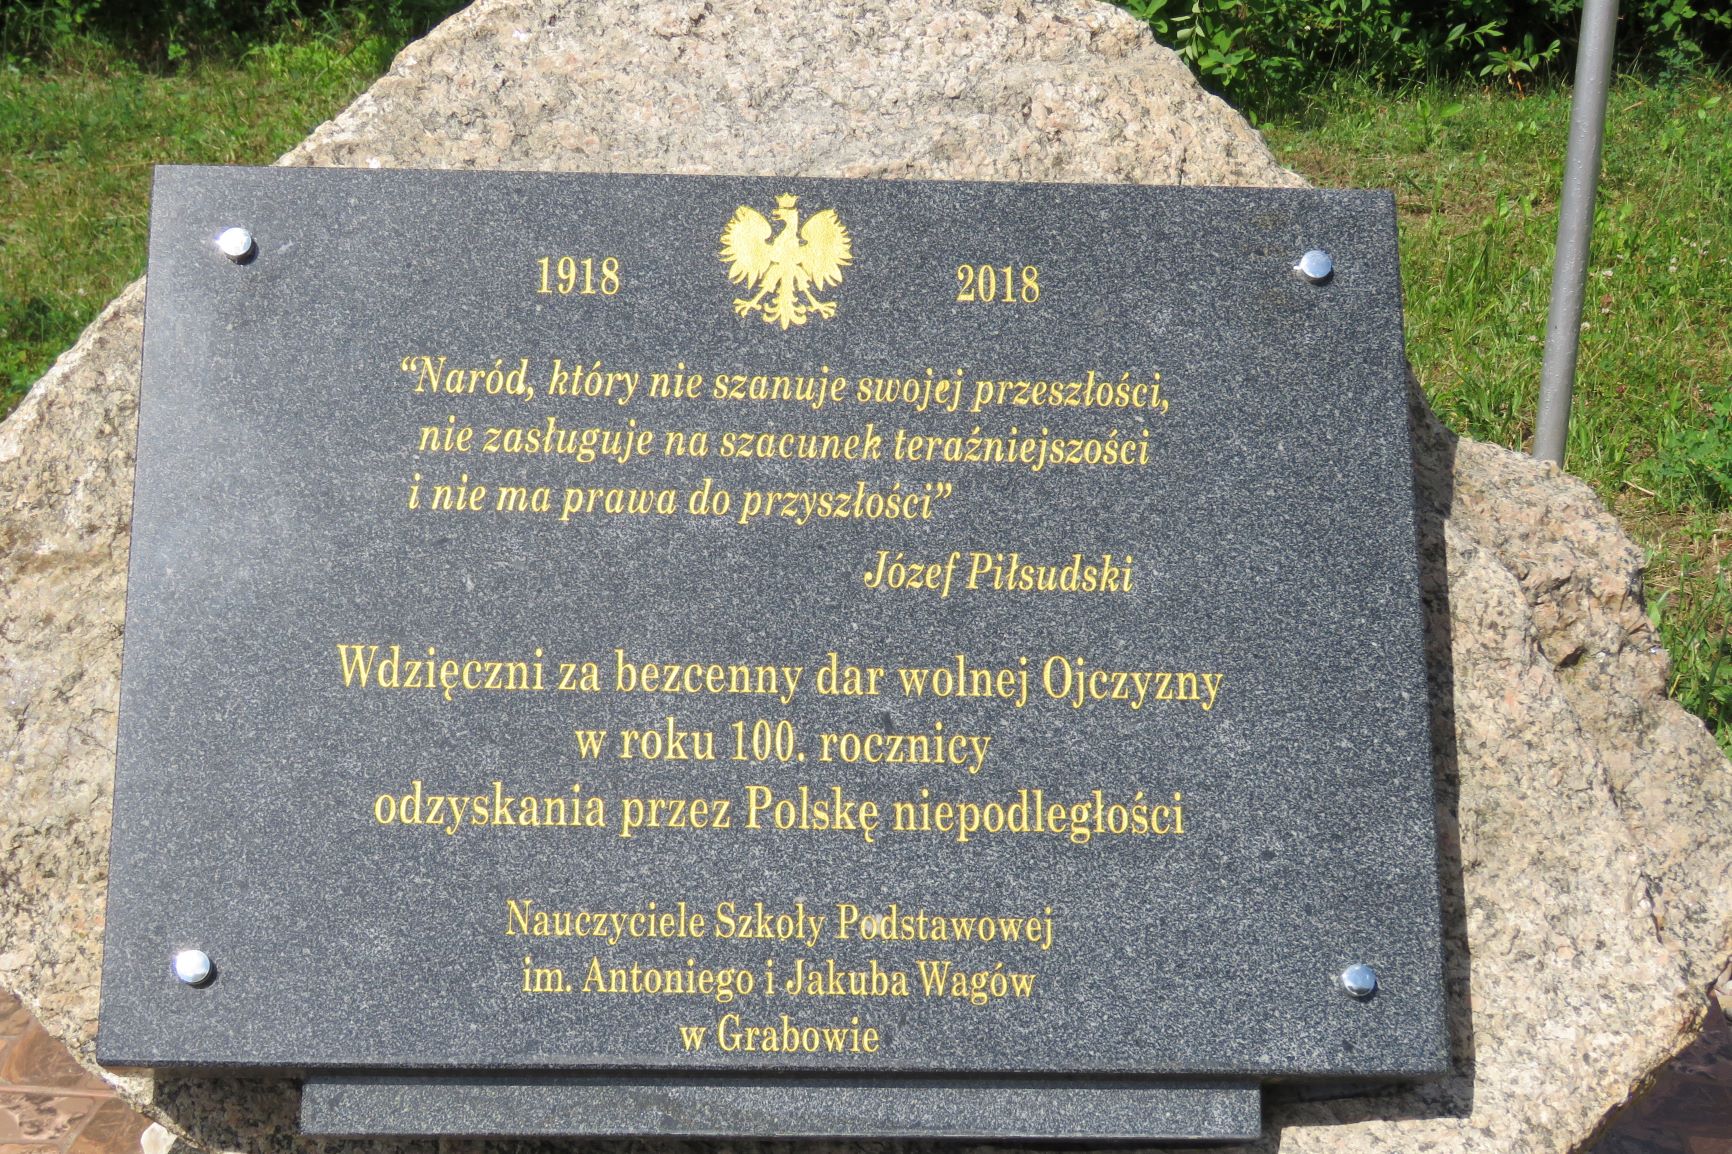 1918 2018
“Naród, który nie szanuje swojej przeszłości,
nie zasługuje na szacunek teraźniejszości
i nie ma prawa do przyszłości”
Józef Piłsudski
Wdzięczni za bezcenny dar wolnej Ojczyzny
w roku 100. rocznicy
odzyskania przez Polskę niepodległości
Nauczyciele Szkoły Podstawowej
im. Antoniego i Jakuba Wagów
w Grabowie